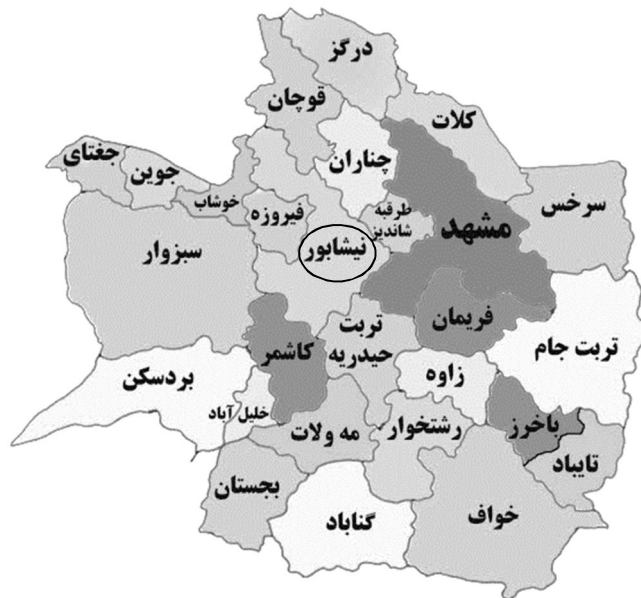 درگز
قوچان
کلات
چناران
جغتای
جوین
خوشاب
فیروزه
طرقبه
شاندیز
مشهد
سرخس
نیشابور
سبزوار
فریمان
تربت
حیدریه
کاشمر
تربت جام
زاوه
بردسکن
خلیل آباد
باخرز
رشتخوار
مه ولات
تایباد
بجستان
خواف
گناباد